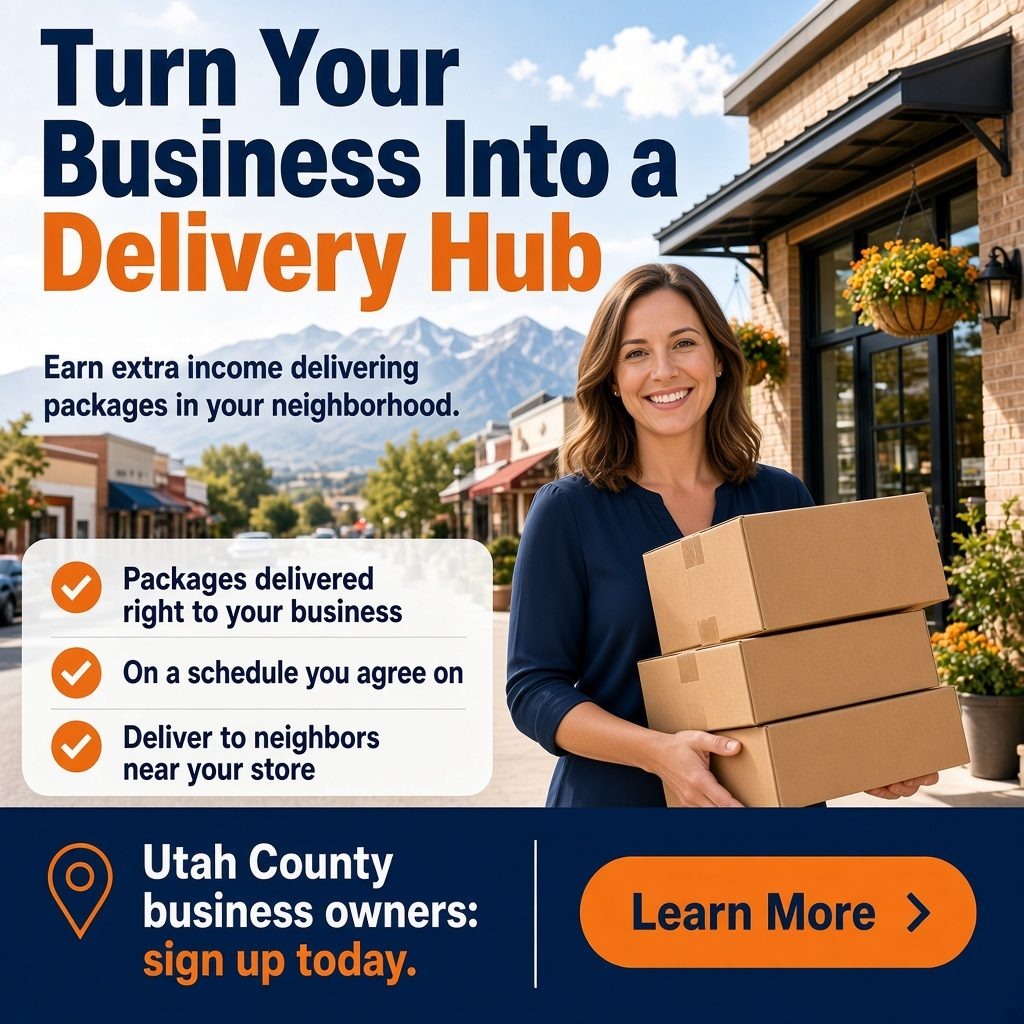 Turn Your
Business Into a
Delivery Hub
Earn extra income delivering
packages in your neighborhood.
Packages delivered
right to your business
On a schedule you agree on
Deliver to neighbors
near your store
Utah County
business owners:
sign up today.
Learn More